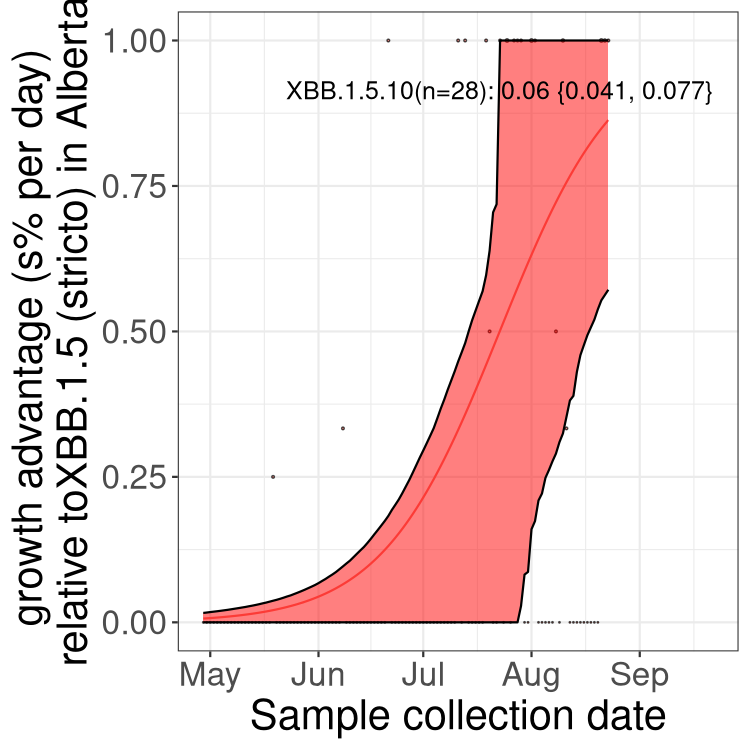 growth advantage (s% per day)
relative toXBB.1.5 (stricto) in Alberta
1.00
XBB.1.5.10(n=28): 0.06 {0.041, 0.077}
0.75
0.50
0.25
0.00
May Jun Jul Aug Sep
Sample collection date